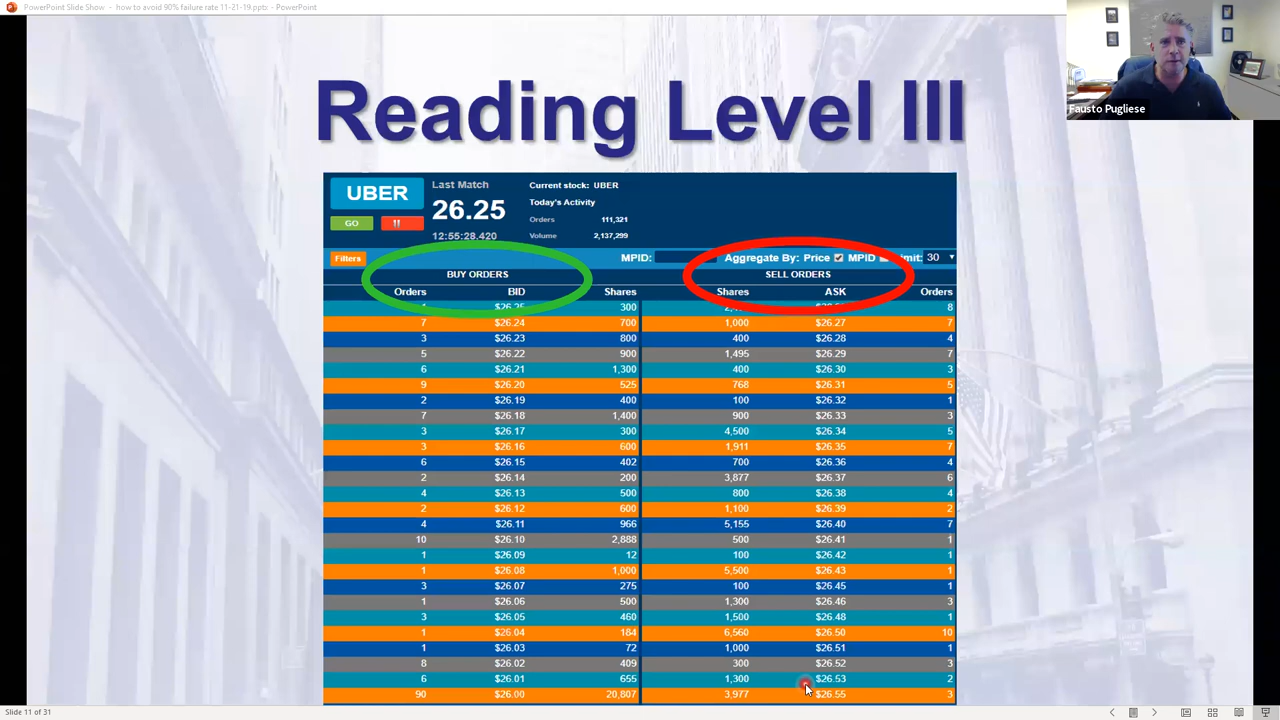 PowerPoint Slide Show - how to avoid 90% failure rate 11-21-19.pptx - PowerPoint
Fausto Pugliese
Reading Level III
UBER Last Match Current stock: UBER
26.25 Today's Activity
GO !! Orders 111,321
12:55:28.420 Volume 2,137,299
Filters MPID: Aggregate By: Price MPID 30
BUY ORDERS SELL ORDERS
Orders BID Shares Shares ASK Orders
$26.25 300 8
7 $26.24 700 1,000 $26.27 7
3 $26.23 800 400 $26.28 4
5 $26.22 900 1,495 $26.29 7
6 $26.21 1,300 400 $26.30 3
9 $26.20 525 768 $26.31 5
2 $26.19 400 100 $26.32 1
7 $26.18 1,400 900 $26.33 3
3 $26.17 300 4,500 $26.34 5
3 $26.16 600 1,911 $26.35 7
6 $26.15 402 700 $26.36 4
2 $26.14 200 3,877 $26.37 6
4 $26.13 500 800 $26.38 4
2 $26.12 600 1,100 $26.39 2
4 $26.11 966 5,155 $26.40 7
10 $26.10 2,888 500 $26.41 1
1 $26.09 12 100 $26.42 1
1 $26.08 1,000 5,500 $26.43 1
3 $26.07 275 100 $26.45 1
1 $26.06 500 1,300 $26.46 3
3 $26.05 460 1,500 $26.48 1
1 $26.04 184 6,560 $26.50 10
1 $26.03 72 1,000 $26.51 1
8 $26.02 409 300 $26.52 3
6 $26.01 655 1,300 $26.53 2
90 $26.00 20,807 3,977 $26.55 3
Slide 11 of 31